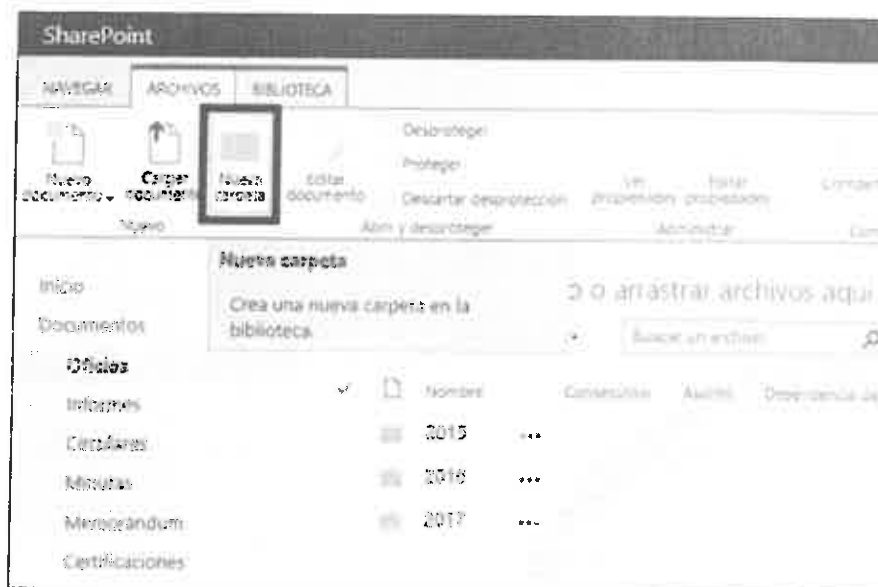 SharePoint
NAVEGAR ARCHIVOS BIBLIOTECA
Nuevo documento Cargar documento Nueva carpeta Editar documento
Desproteger
Proteger
Descartar desprotección
Ver propiedades Editar propiedades
Nuevo Abrir y desproteger Administrar
Nueva carpeta
Crea una nueva carpeta en la
biblioteca.
o arrastrar archivos aquí
Buscar un archivo
Inicio
Documentos
Oficios
Informes
Circulares
Minutas
Memorándum
Certificaciones
Nombre Consecutivo Asunto Dependencia
2015 ...
2016 ...
2017 ...